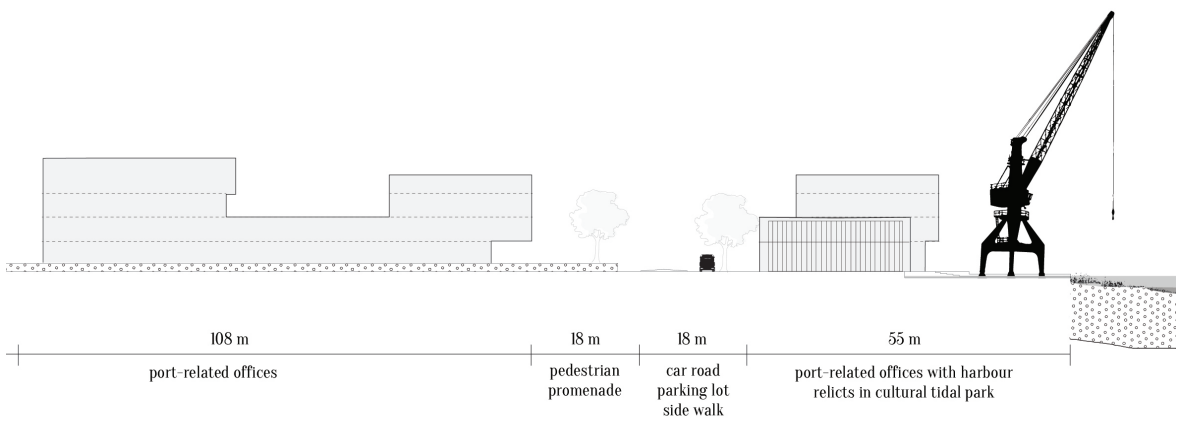 108 m
18 m
18 m
55 m
port-related offices
pedestrian
promenade
car road
parking lot
side walk
port-related offices with harbour
relicts in cultural tidal park